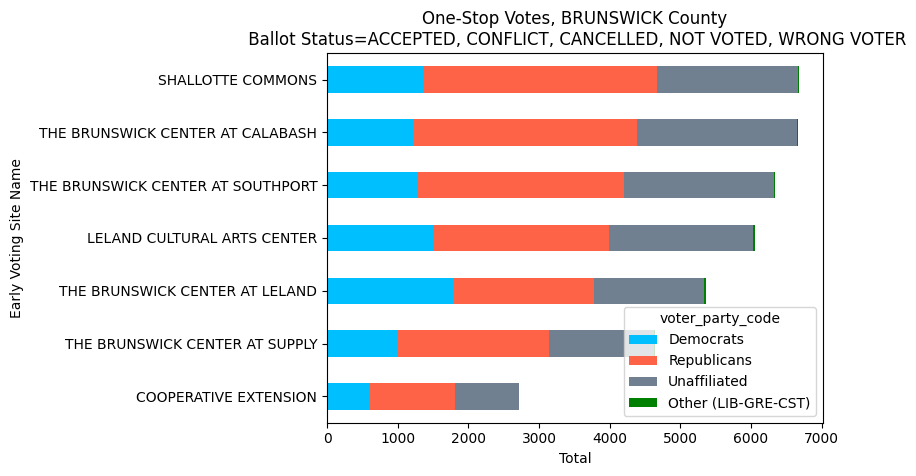 One-Stop Votes, BRUNSWICK County
Ballot Status=ACCEPTED, CONFLICT, CANCELLED, NOT VOTED, WRONG VOTER
Early Voting Site Name
SHALLOTTE COMMONS
THE BRUNSWICK CENTER AT CALABASH
THE BRUNSWICK CENTER AT SOUTHPORT
LELAND CULTURAL ARTS CENTER
THE BRUNSWICK CENTER AT LELAND
THE BRUNSWICK CENTER AT SUPPLY
COOPERATIVE EXTENSION
voter_party_code
Democrats
Republicans
Unaffiliated
Other (LIB-GRE-CST)
0 1000 2000 3000 4000 5000 6000 7000
Total